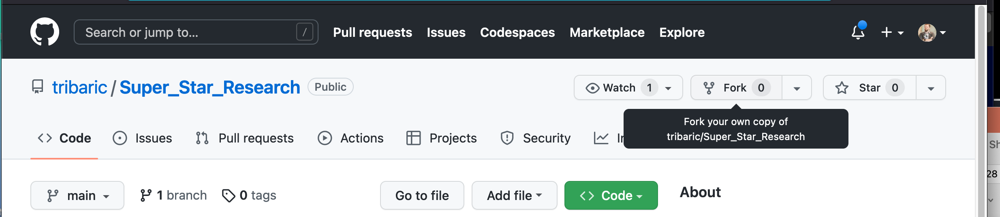 Search or jump to... / Pull requests Issues Codespaces Marketplace Explore
tribaric / Super_Star_Research Public Watch 1 Fork 0 Star 0
Fork your own copy of
tribaric/Super_Star_Research
Code Issues Pull requests Actions Projects Security
Sh
main 1 branch 0 tags Go to file Add file Code About
28